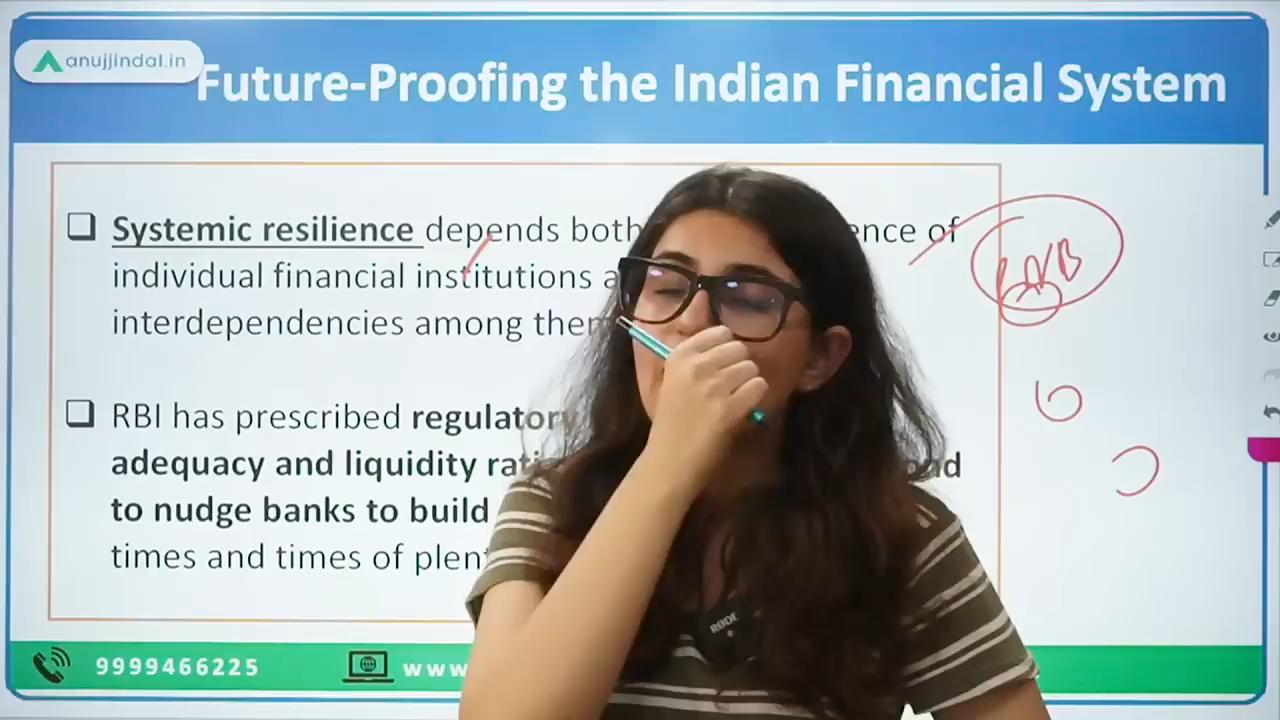 anujjindal.in
Future-Proofing the Indian Financial System
Systemic resilience depends both ence of
individual financial institutions a
interdependencies among them
RBI has prescribed regulatory
adequacy and liquidity rati ond
to nudge banks to build
times and times of plent
RØDE
9999466225
www